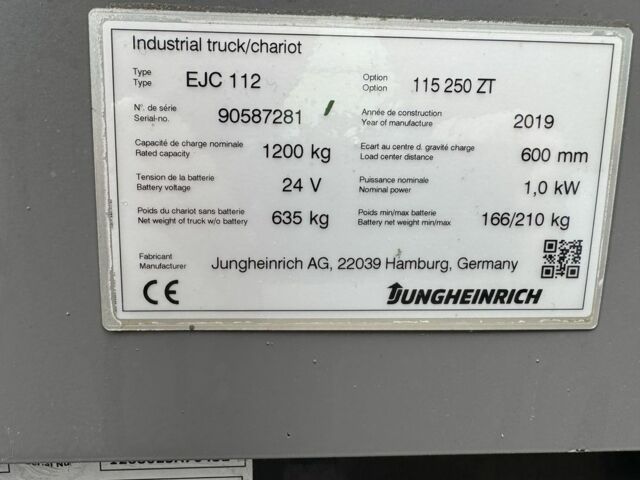 Industrial truck/chariot
Type
Type
EJC 112
Option
Option
115 250 ZT
N°. de série
Serial-no.
90587281
Année de construction
Year of manufacture
2019
Capacité de charge nominale
Rated capacity
1200 kg
Ecart au centre d. gravité charge
Load center distance
600 mm
Tension de la batterie
Battery voltage
24 V
Puissance nominale
Nominal power
1,0 kW
Poids du chariot sans batterie
Net weight of truck w/o battery
635 kg
Poids min/max batterie
Battery net weight min/max
166/210 kg
Fabricant
Manufacturer
Jungheinrich AG, 22039 Hamburg, Germany
CE
JUNGHEINRICH